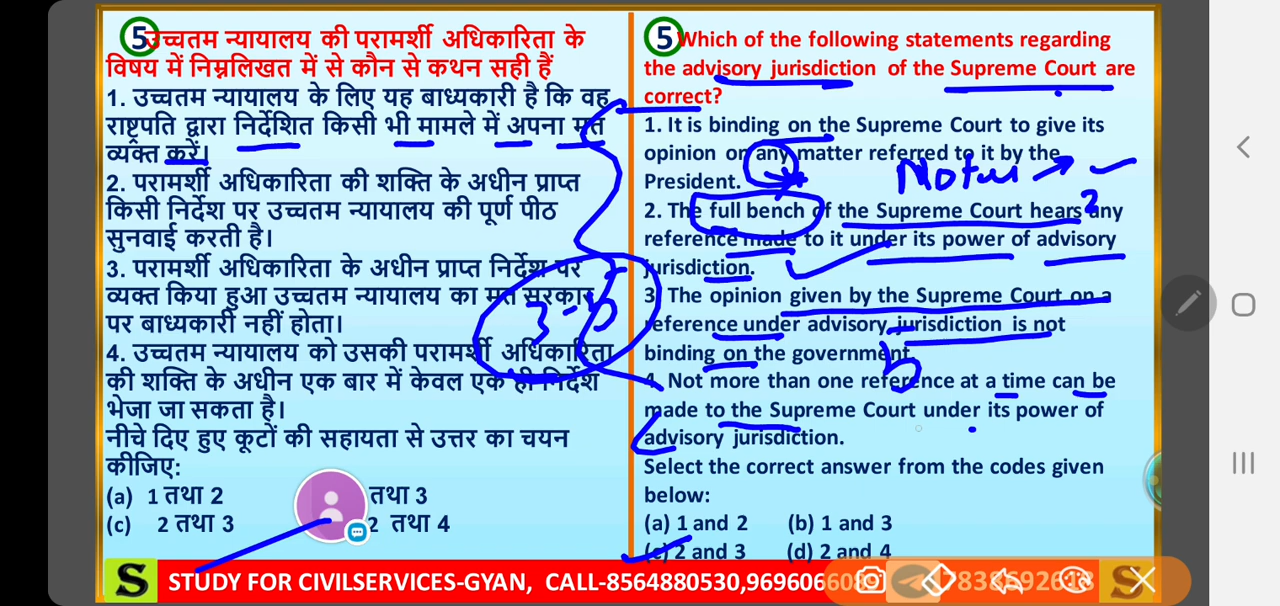 5 उच्चतम न्यायालय की परामर्शी अधिकारिता के
विषय में निम्नलिखत में से कौन से कथन सही हैं
1. उच्चतम न्यायालय के लिए यह बाध्यकारी है कि वह
राष्ट्रपति द्वारा निर्देशित किसी भी मामले में अपना मत
व्यक्त करें।
2. परामर्शी अधिकारिता की शक्ति के अधीन प्राप्त
किसी निर्देश पर उच्चतम न्यायालय की पूर्ण पीठ
सुनवाई करती है।
3. परामर्शी अधिकारिता के अधीन प्राप्त निर्देश पर
व्यक्त किया हुआ उच्चतम न्यायालय का मत सरकार
पर बाध्यकारी नहीं होता।
4. उच्चतम न्यायालय को उसकी परामर्शी अधिकारिता
की शक्ति के अधीन एक बार में केवल एक ही निर्देश
भेजा जा सकता है।
नीचे दिए हुए कूटों की सहायता से उत्तर का चयन
कीजिए:
(a) 1 तथा 2 तथा 3
(c) 2 तथा 3 2 तथा 4
5 Which of the following statements regarding
the advisory jurisdiction of the Supreme Court are
correct?
1. It is binding on the Supreme Court to give its
opinion on any matter referred to it by the
President.
2. The full bench of the Supreme Court hears any
reference made to it under its power of advisory
jurisdiction.
3. The opinion given by the Supreme Court on a
reference under advisory jurisdiction is not
binding on the government.
4. Not more than one reference at a time can be
made to the Supreme Court under its power of
advisory jurisdiction.
Select the correct answer from the codes given
below:
(a) 1 and 2 (b) 1 and 3
(c) 2 and 3 (d) 2 and 4
S STUDY FOR CIVILSERVICES-GYAN, CALL-8564880530,9696066089 7838692618 S